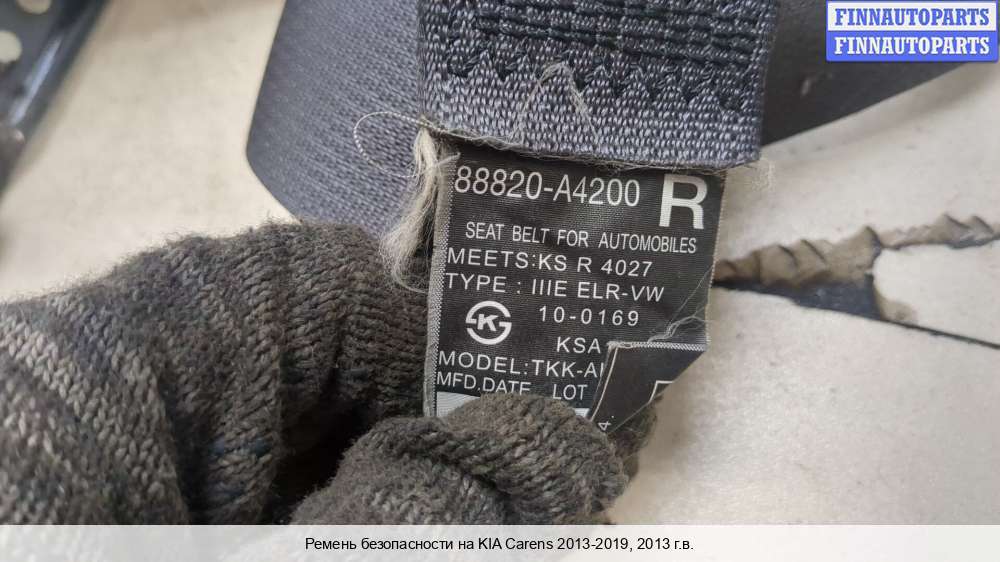 FINNAUTOPARTS
FINNAUTOPARTS
88820-A4200 R
SEAT BELT FOR AUTOMOBILES
MEETS:KS R 4027
TYPE : IIIE ELR-VW
10-0169
K
KSA
MODEL:TKK-A
MFD.DATE LOT
4
Ремень безопасности на KIA Carens 2013-2019, 2013 г.в.